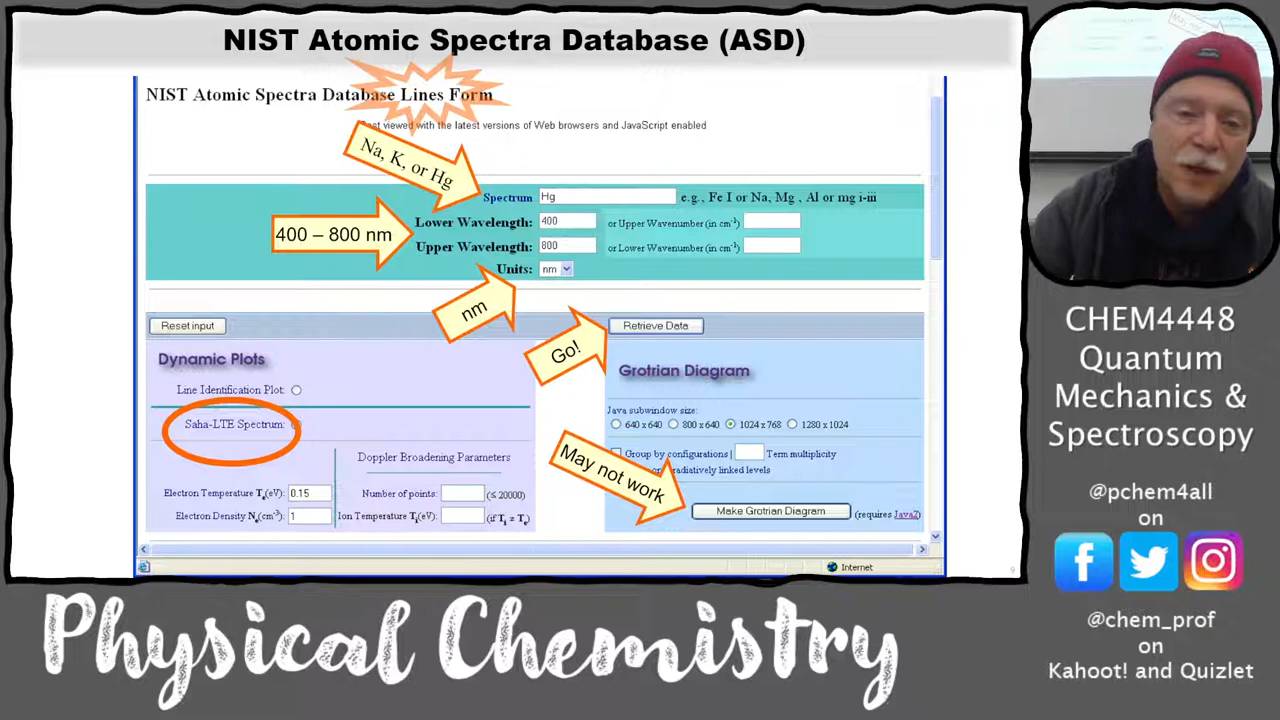 NIST Atomic Spectra Database (ASD)
NIST Atomic Spectra Database Lines Form
viewed with the latest versions of Web browsers and JavaScript enabled
Na, K, or Hg
Spectrum Hg e.g., Fe I or Na, Mg , Al or mg i-iii
400 – 800 nm
Lower Wavelength: 400 or Upper Wavenumber (in cm-1)
Upper Wavelength: 800 or Lower Wavenumber (in cm-1)
Units: nm
nm
Go!
Reset input
Retrieve Data
Dynamic Plots
Line Identification Plot:
Saha-LTE Spectrum:
Doppler Broadening Parameters
Electron Temperature Te(eV) 0.15
Number of points: (≤ 20000)
Electron Density Ne(cm-3) 1
Ion Temperature Ti(eV) (if Ti ≠ Te)
Grotrian Diagram
Java subwindow size:
640 x 640 800 x 640 1024 x 768 1280 x 1024
Group by configurations | Term multiplicity
radiatively linked levels
May not work
Make Grotrian Diagram (requires Java2)
Internet
9
May not
CHEM4448
Quantum
Mechanics &
Spectroscopy
@pchem4all
on
@chem_prof
on
Kahoot! and Quizlet
Physical Chemistry